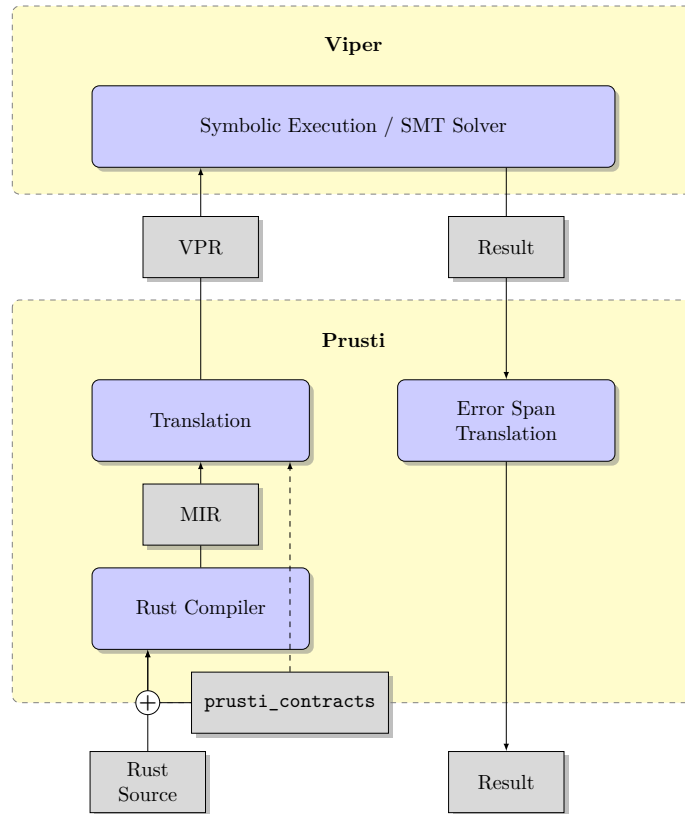 Viper
Symbolic Execution / SMT Solver
VPR
Result
Prusti
Translation
Error Span
Translation
MIR
Rust Compiler
prusti_contracts
Rust
Source
Result